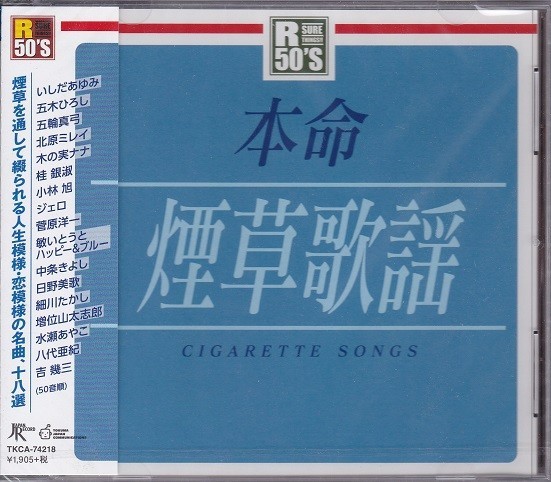 R
50'S
煙草を通して綴られる人生模様・恋模様の名曲、十八選
いしだあゆみ
五木ひろし
五輪真弓
北原ミレイ
木の実ナナ
桂 銀淑
小林 旭
ジェロ
菅原洋一
敏いとうと
ハッピー&ブルー
中条きよし
日野美歌
細川たかし
増位山太志郎
水瀬あやこ
八代亜紀
吉 幾三
(50音順)
JAPAN
RECORD
TOKUMA
JAPAN
COMMUNICATIONS
TKCA-74218
¥1,905+税
R SURE
THINGS!!
50'S
本命
煙草歌謡
CIGARETTE SONGS